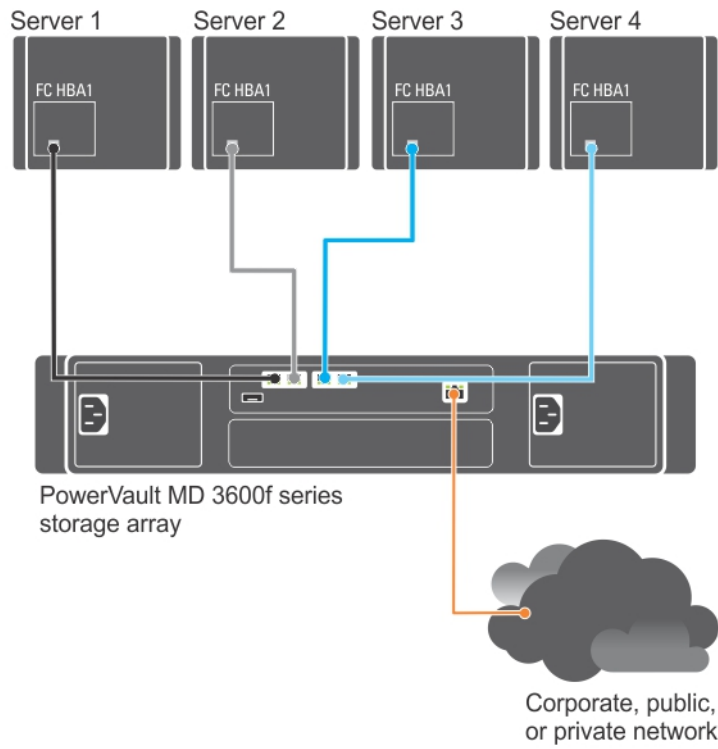 Server 1
Server 2
Server 3
Server 4
FC HBA1
FC HBA1
FC HBA1
FC HBA1
PowerVault MD 3600f series
storage array
Corporate, public,
or private network